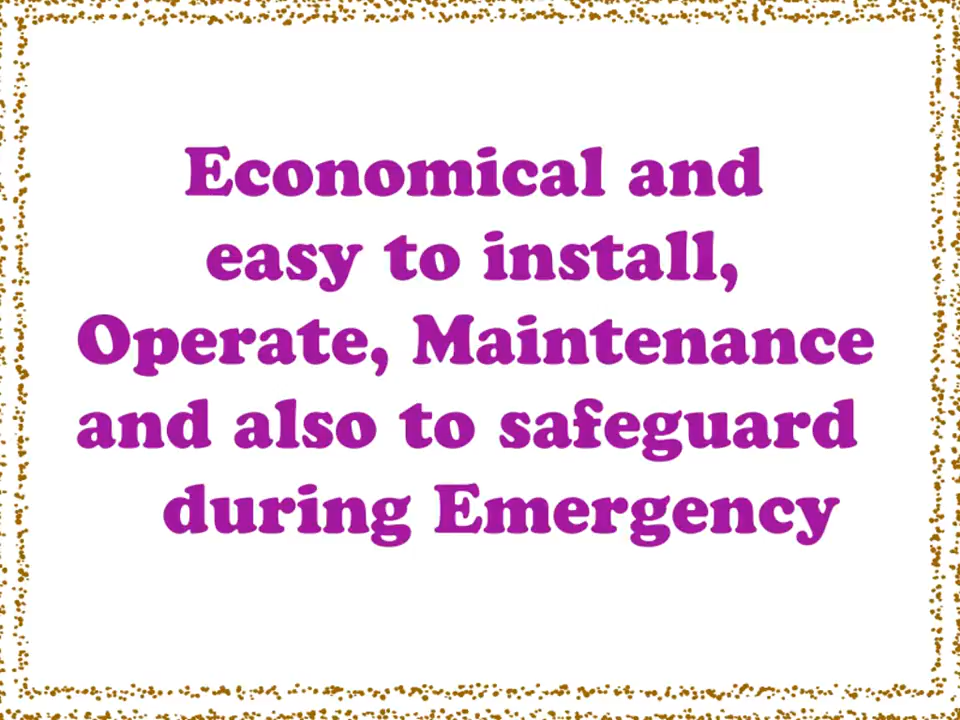 Economical and
easy to install,
Operate, Maintenance
and also to safeguard
during Emergency